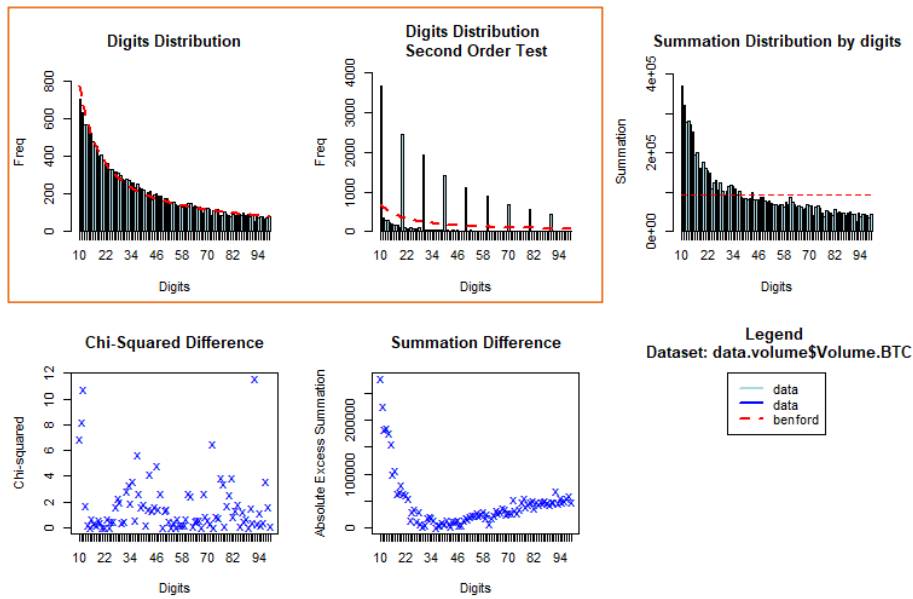 Digits Distribution
Freq
0 200 400 600 800
10 22 34 46 58 70 82 94
Digits
Digits Distribution
Second Order Test
Freq
0 1000 2000 3000 4000
10 22 34 46 58 70 82 94
Digits
Summation Distribution by digits
Summation
0e+00 2e+05 4e+05
10 22 34 46 58 70 82 94
Digits
Chi-Squared Difference
Chi-squared
0 2 4 6 8 10 12
10 22 34 46 58 70 82 94
Digits
Summation Difference
Absolute Excess Summation
0 100000 200000
10 22 34 46 58 70 82 94
Digits
Legend
Dataset: data.volume$Volume.BTC
data
data
benford